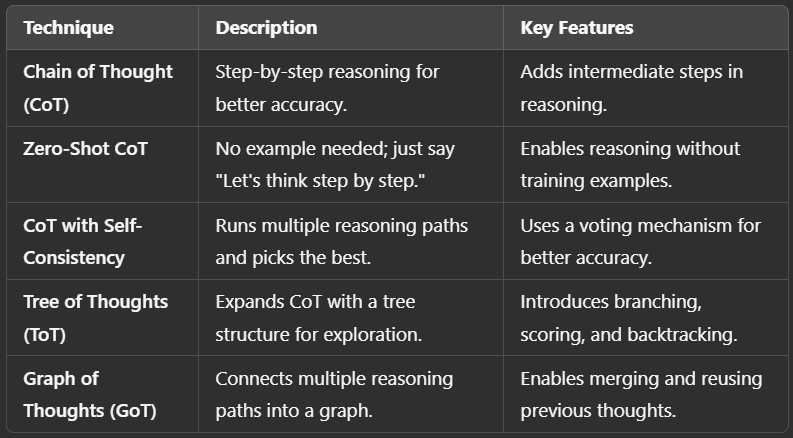 Technique Description Key Features
Chain of Thought Step-by-step reasoning for Adds intermediate steps in
(CoT) better accuracy. reasoning.
Zero-Shot CoT No example needed; just say Enables reasoning without
"Let's think step by step." training examples.
CoT with Self- Runs multiple reasoning paths Uses a voting mechanism for
Consistency and picks the best. better accuracy.
Tree of Thoughts Expands CoT with a tree Introduces branching,
(ToT) structure for exploration. scoring, and backtracking.
Graph of Connects multiple reasoning Enables merging and reusing
Thoughts (GoT) paths into a graph. previous thoughts.